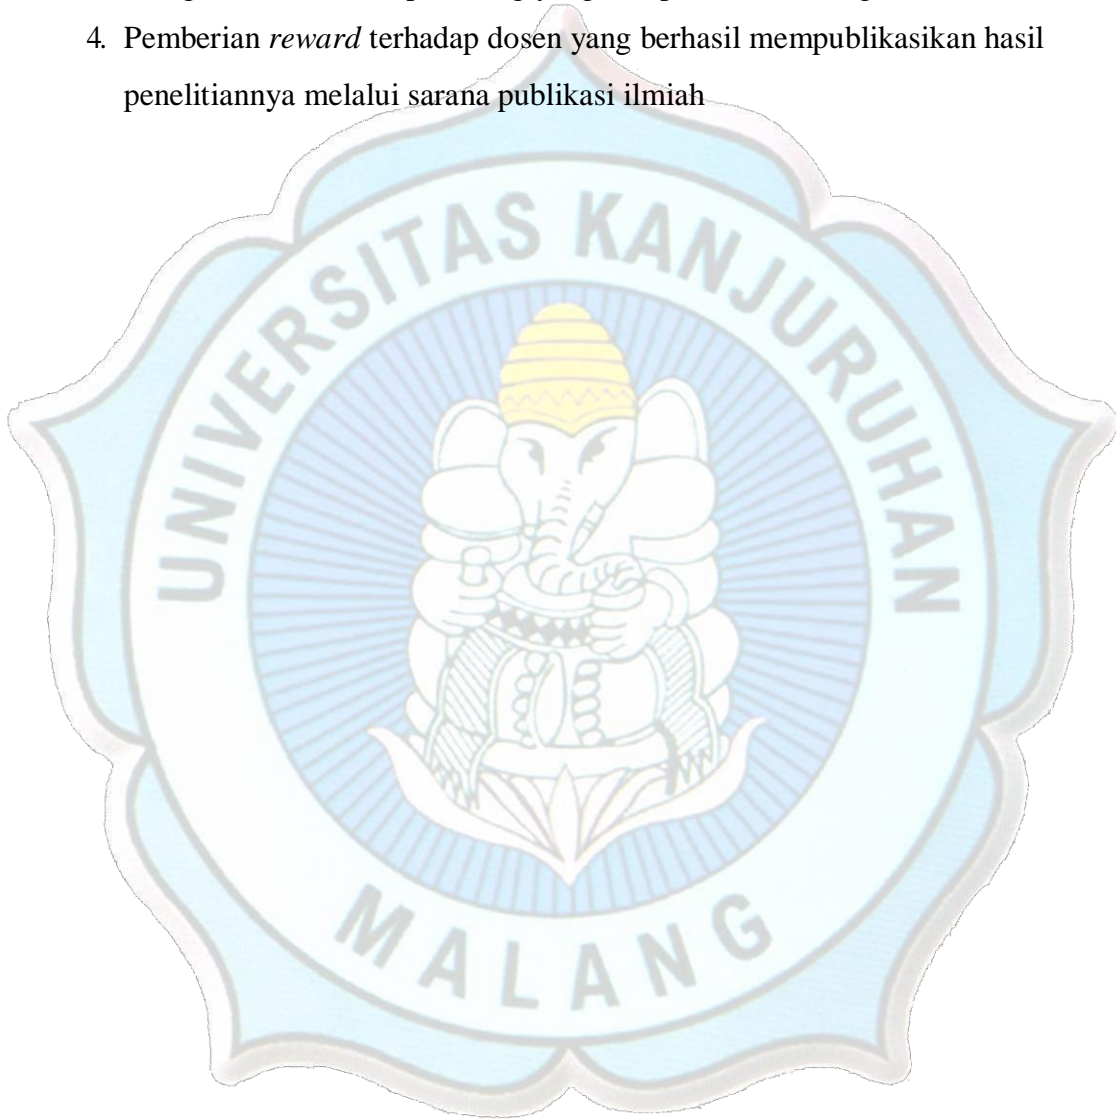 4. Pemberian reward terhadap dosen yang berhasil mempublikasikan hasil
penelitiannya melalui sarana publikasi ilmiah
UNIVERSITAS KANJURUHAN
MALANG